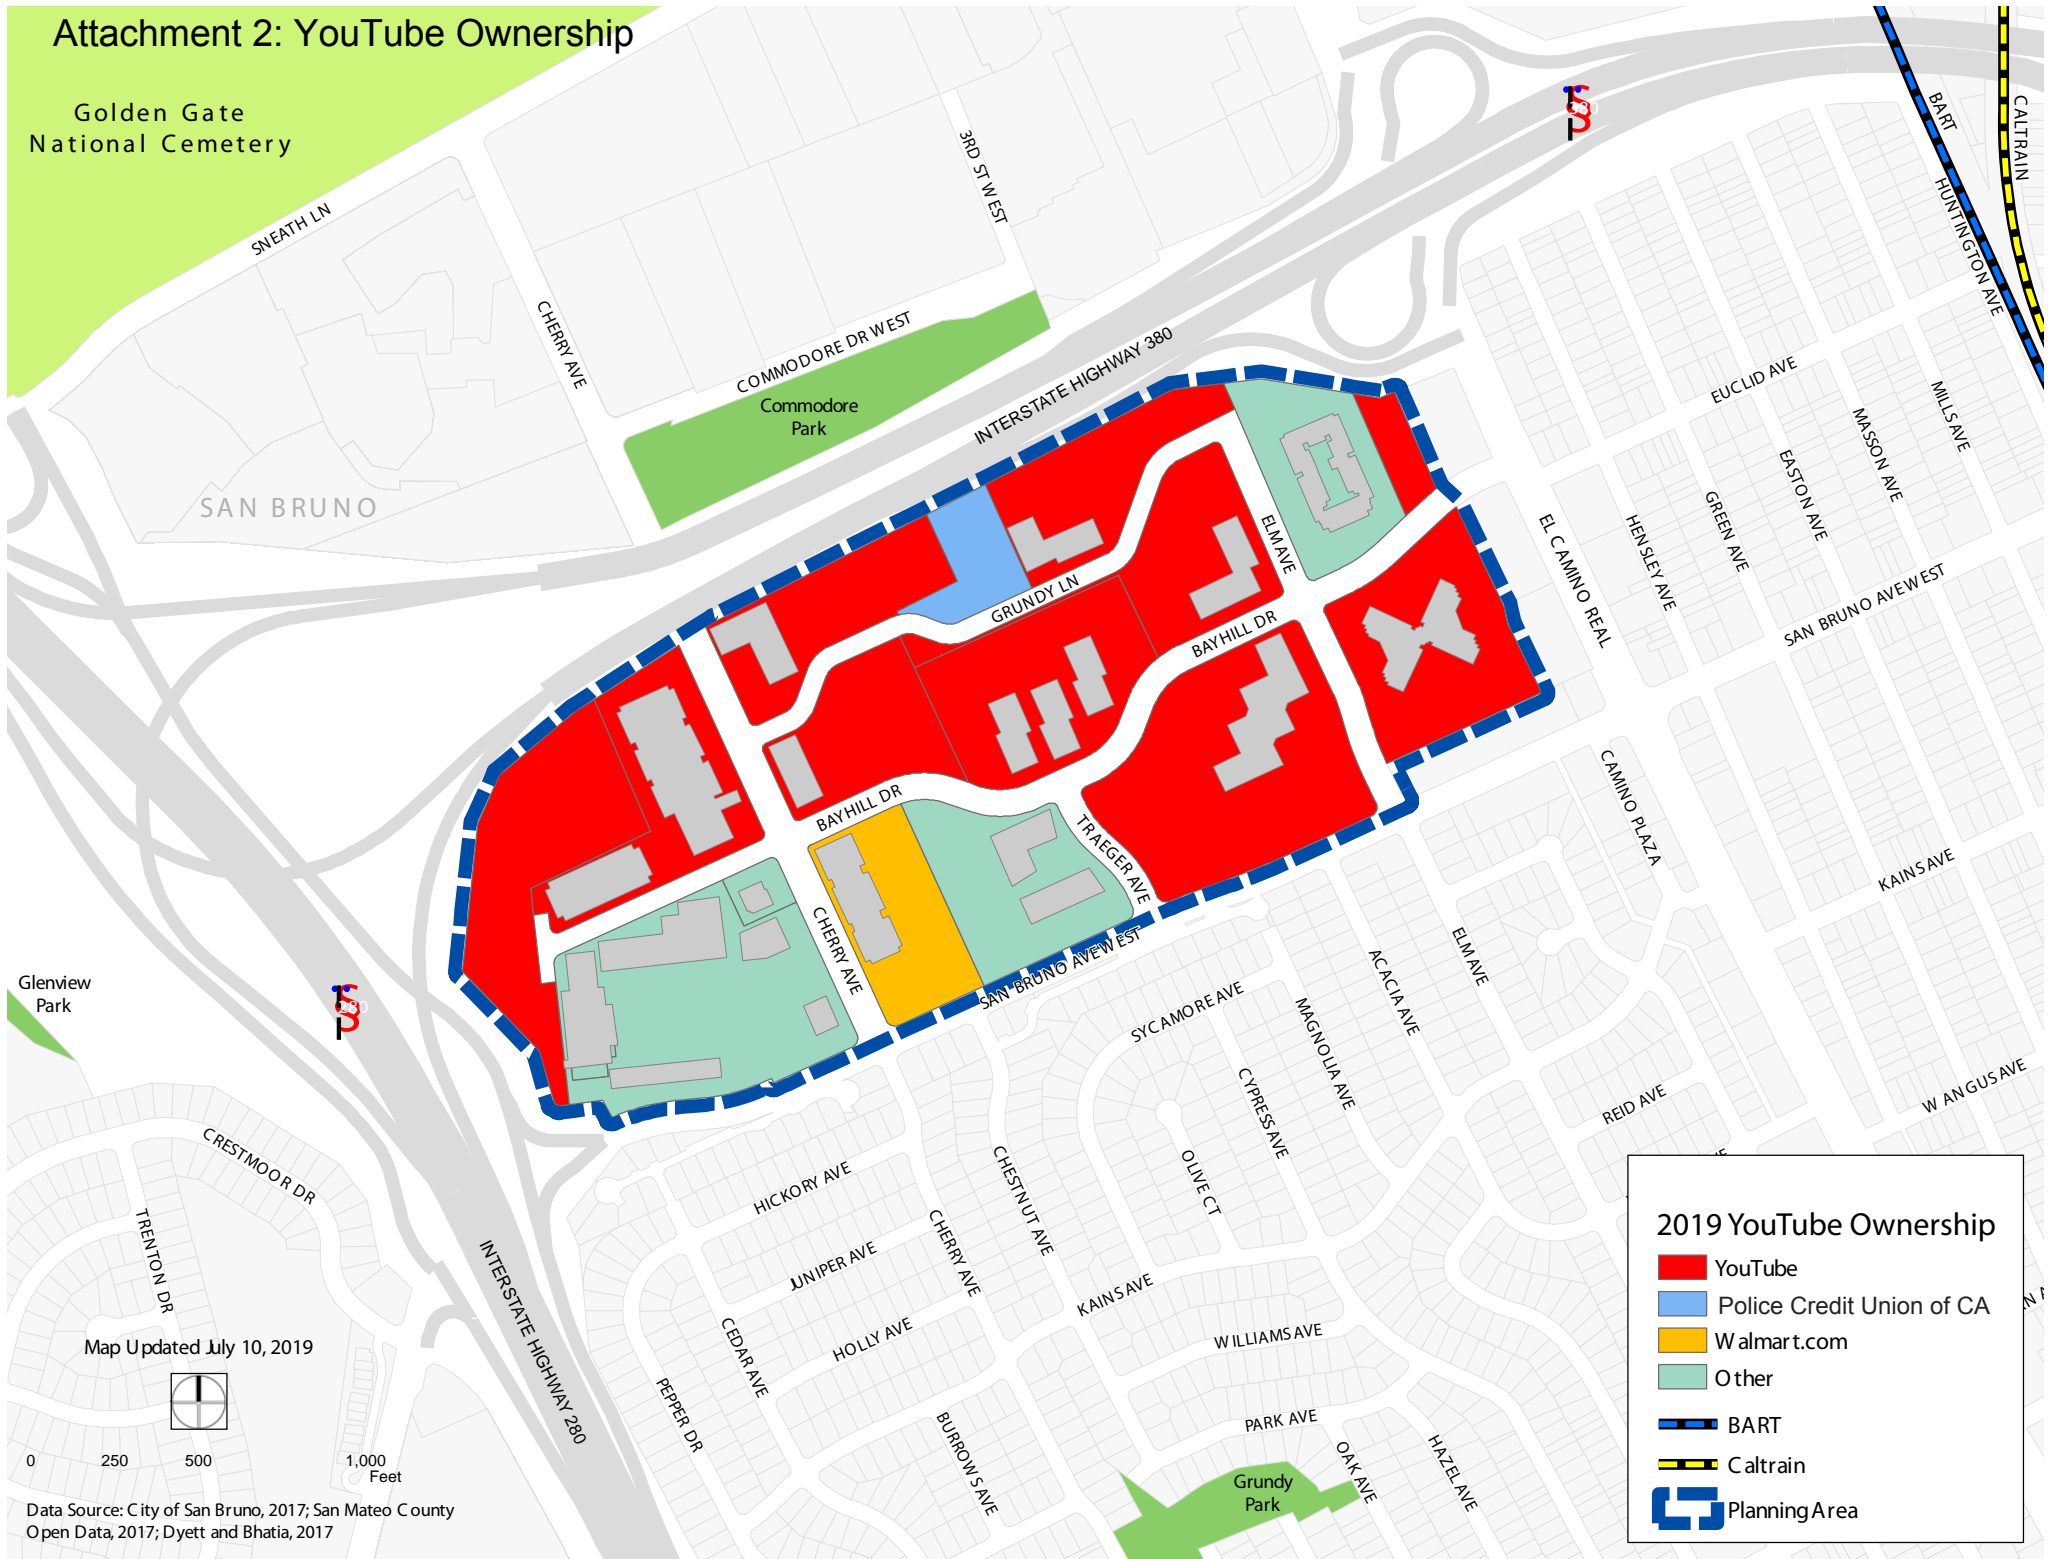 Attachment 2: YouTube Ownership
Golden Gate
National Cemetery
SNEATH LN
3RD ST WEST
CHERRY AVE
COMMODORE DR WEST
Commodore
Park
INTERSTATE HIGHWAY 380
380
BART
CALTRAIN
HUNTINGTON AVE
SAN BRUNO
EUCLID AVE
MILLS AVE
MASSON AVE
EASTON AVE
GREEN AVE
HENSLEY AVE
EL CAMINO REAL
SAN BRUNO AVE WEST
ELM AVE
GRUNDY LN
BAYHILL DR
BAYHILL DR
TRAEGER AVE
CHERRY AVE
SAN BRUNO AVE WEST
CAMINO PLAZA
KAINS AVE
ELM AVE
ACACIA AVE
SYCAMORE AVE
MAGNOLIA AVE
CYPRESS AVE
REID AVE
W ANGUS AVE
Glenview
Park
280
CRESTMOOR DR
TRENTON DR
HICKORY AVE
CHESTNUT AVE
OLIVE CT
JUNIPER AVE
CHERRY AVE
KAINS AVE
HOLLY AVE
WILLIAMS AVE
CEDAR AVE
PEPPER DR
BURROWS AVE
PARK AVE
OAK AVE
HAZEL AVE
Grundy
Park
INTERSTATE HIGHWAY 280
Map Updated July 10, 2019
0 250 500 1,000
Feet
Data Source: City of San Bruno, 2017; San Mateo County
Open Data, 2017; Dyett and Bhatia, 2017
2019 YouTube Ownership
YouTube
Police Credit Union of CA
Walmart.com
Other
BART
Caltrain
Planning Area